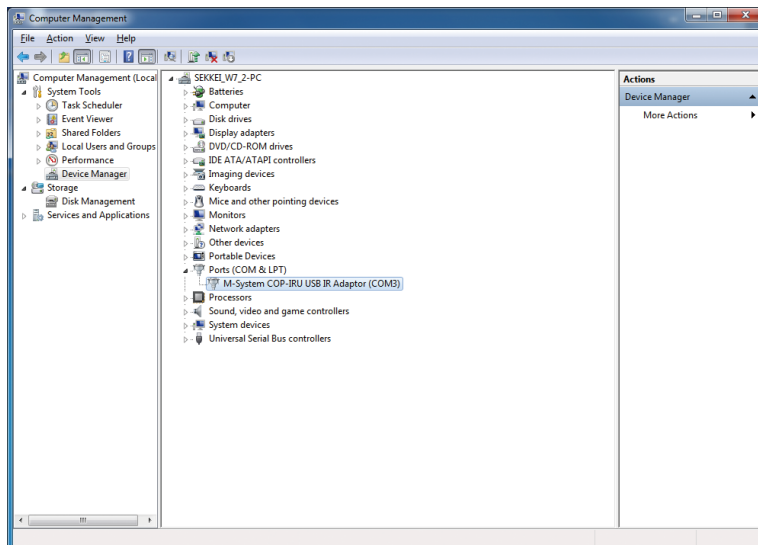 Computer Management
File Action View Help
Computer Management (Local
System Tools
Task Scheduler
Event Viewer
Shared Folders
Local Users and Groups
Performance
Device Manager
Storage
Disk Management
Services and Applications
SEKKEI_W7_2-PC
Batteries
Computer
Disk drives
Display adapters
DVD/CD-ROM drives
IDE ATA/ATAPI controllers
Imaging devices
Keyboards
Mice and other pointing devices
Monitors
Network adapters
Other devices
Portable Devices
Ports (COM & LPT)
M-System COP-IRU USB IR Adaptor (COM3)
Processors
Sound, video and game controllers
System devices
Universal Serial Bus controllers
Actions
Device Manager
More Actions